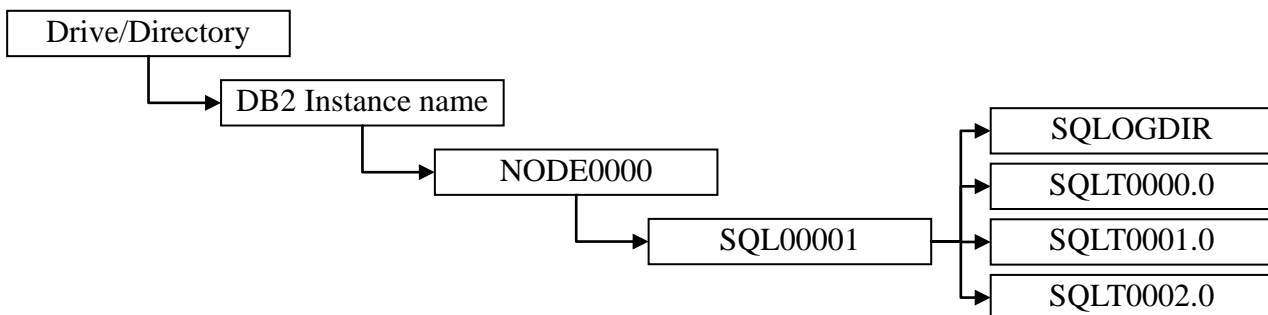 Drive/Directory
DB2 Instance name
NODE0000
SQL00001
SQLOGDIR
SQLT0000.0
SQLT0001.0
SQLT0002.0